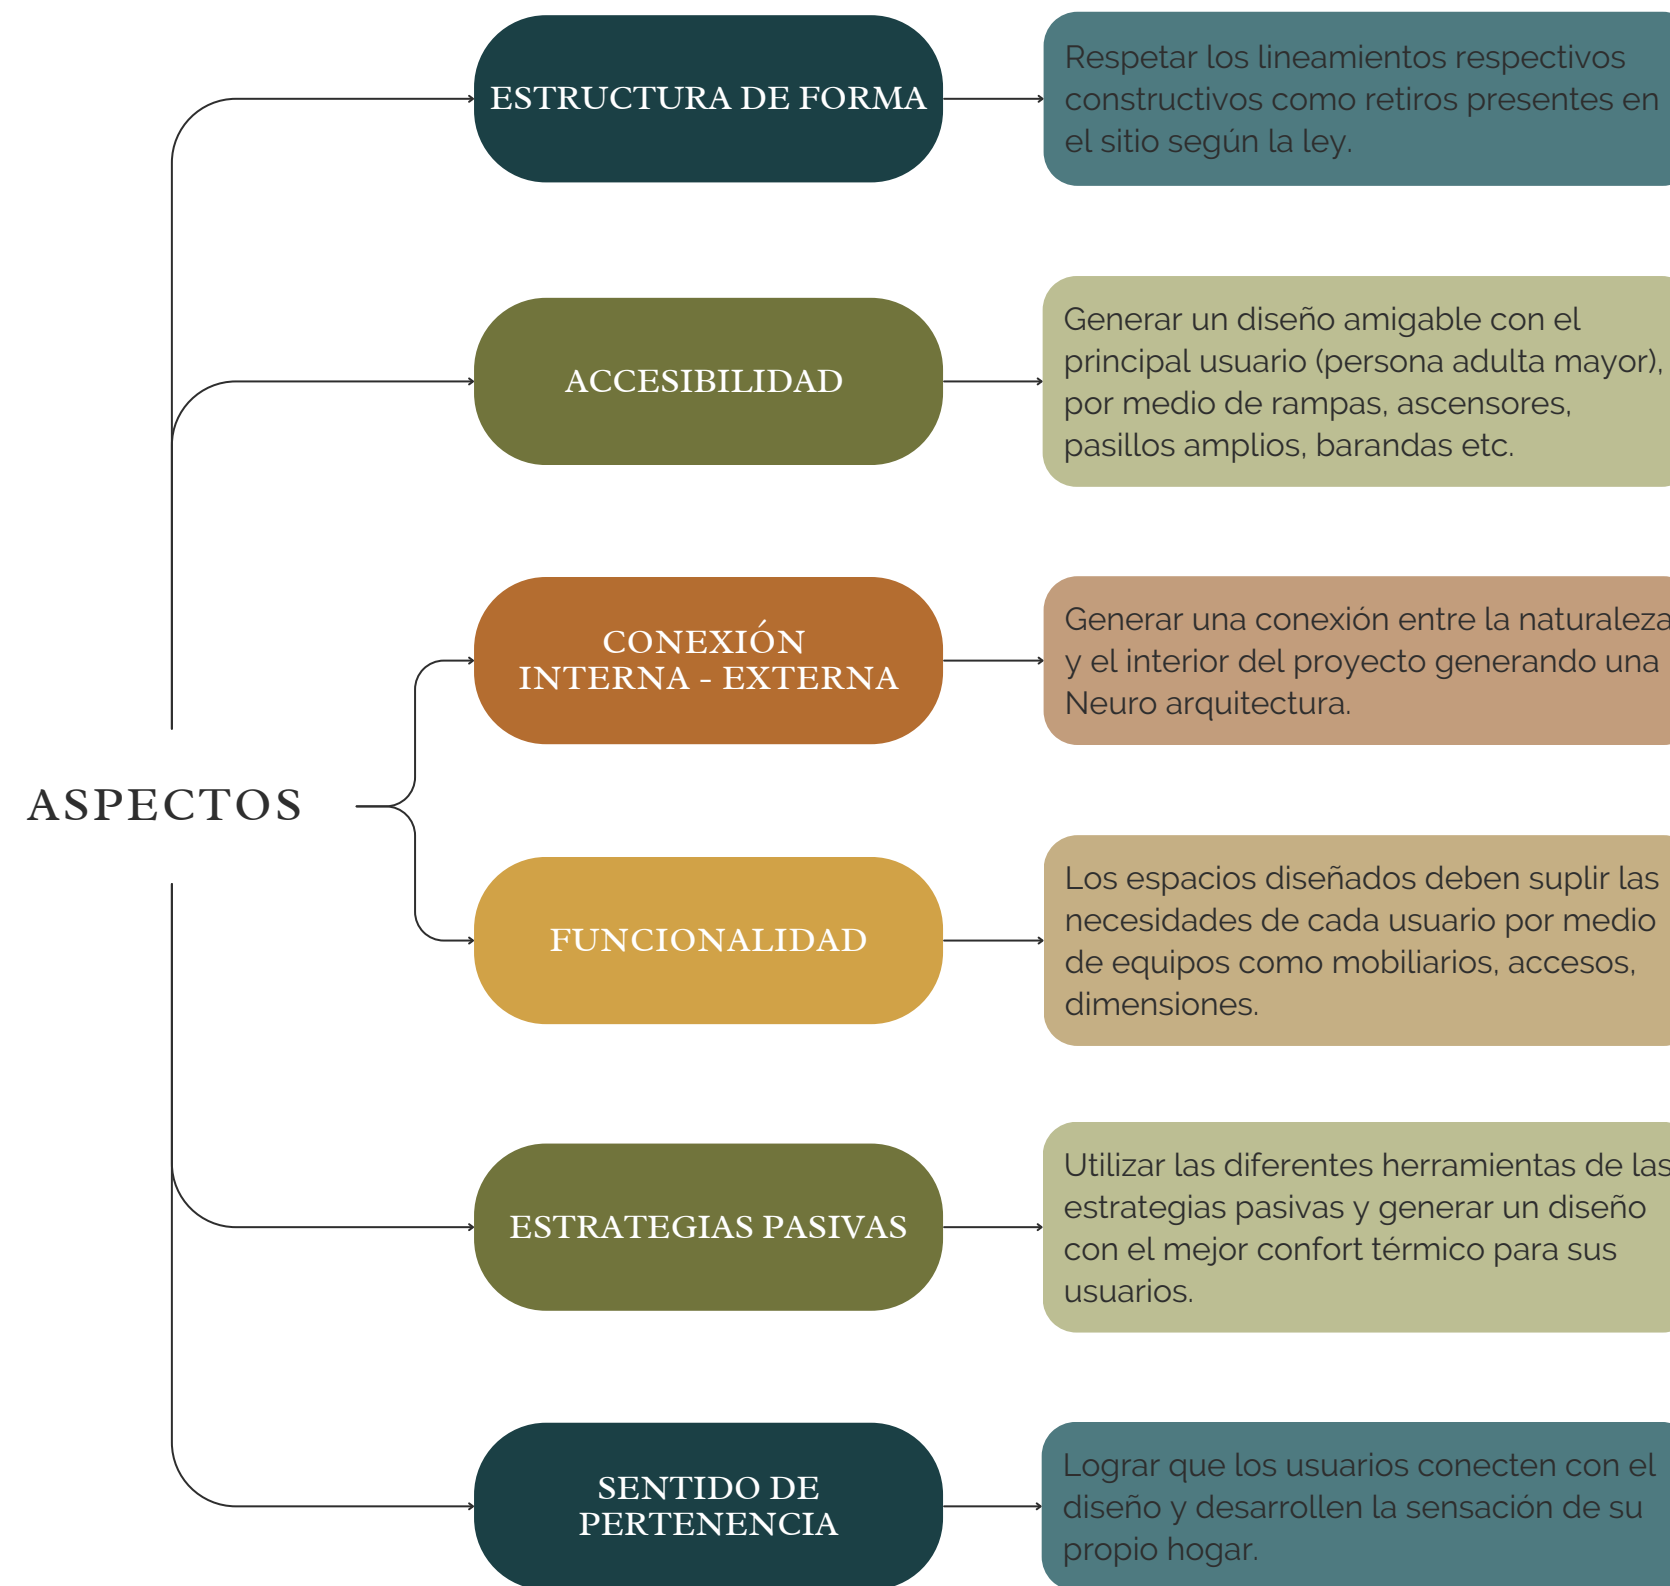 ESTRUCTURA DE FORMA
Respetar los lineamientos respectivos
constructivos como retiros presentes en
el sitio según la ley.
ACCESIBILIDAD
Generar un diseño amigable con el
principal usuario (persona adulta mayor),
por medio de rampas, ascensores,
pasillos amplios, barandas etc.
CONEXIÓN
INTERNA - EXTERNA
Generar una conexión entre la naturaleza
y el interior del proyecto generando una
Neuro arquitectura.
ASPECTOS
FUNCIONALIDAD
Los espacios diseñados deben suplir las
necesidades de cada usuario por medio
de equipos como mobiliarios, accesos,
dimensiones.
ESTRATEGIAS PASIVAS
Utilizar las diferentes herramientas de las
estrategias pasivas y generar un diseño
con el mejor confort térmico para sus
usuarios.
SENTIDO DE
PERTENENCIA
Lograr que los usuarios conecten con el
diseño y desarrollen la sensación de su
propio hogar.